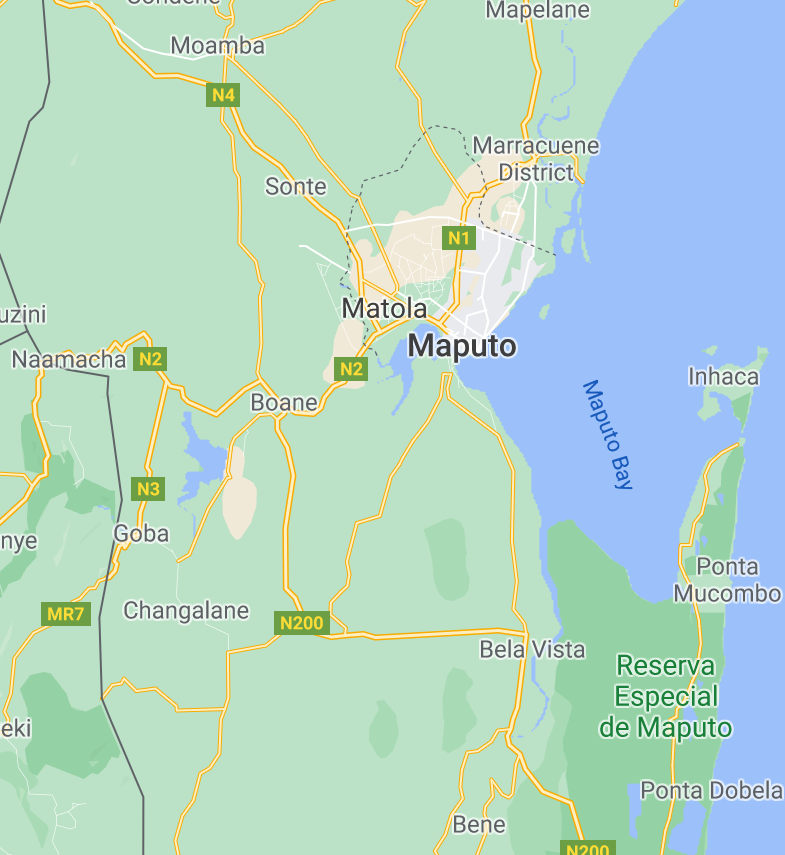 Mapelane
Moamba
N4
Marracuene
District
Sonte
N1
uzini
Matola
Maputo
Naamacha
N2
N2
Inhaca
Boane
Maputo Bay
N3
Goba
nye
Ponta
Mucombo
MR7
Changalane
N200
Bela Vista
Reserva
Especial
de Maputo
eki
Ponta Dobela
Bene
N200